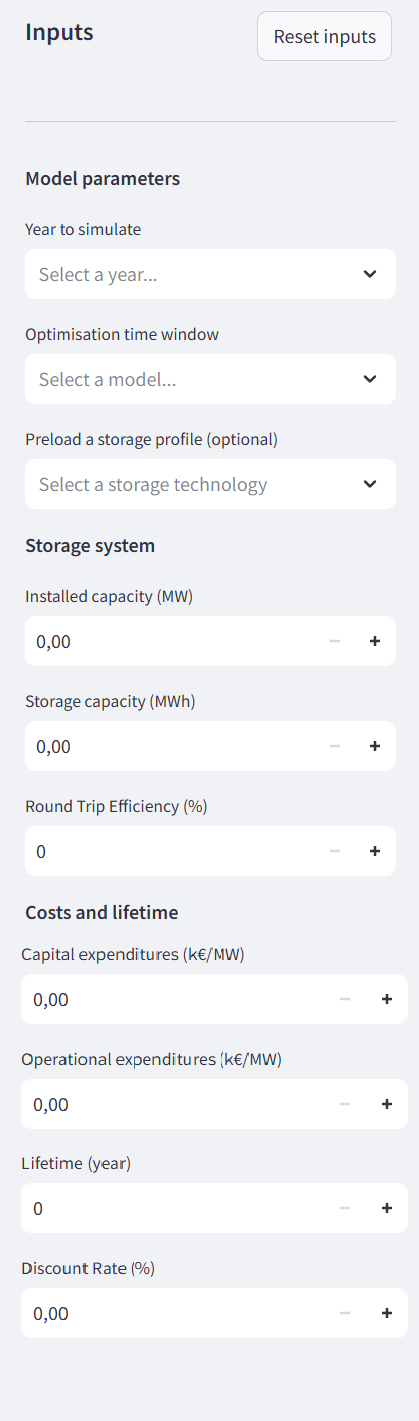 Inputs
Reset inputs
Model parameters
Year to simulate
Select a year...
Optimisation time window
Select a model...
Preload a storage profile (optional)
Select a storage technology
Storage system
Installed capacity (MW)
0,00
Storage capacity (MWh)
0,00
Round Trip Efficiency (%)
0
Costs and lifetime
Capital expenditures (k€/MW)
0,00
Operational expenditures (k€/MW)
0,00
Lifetime (year)
0
Discount Rate (%)
0,00